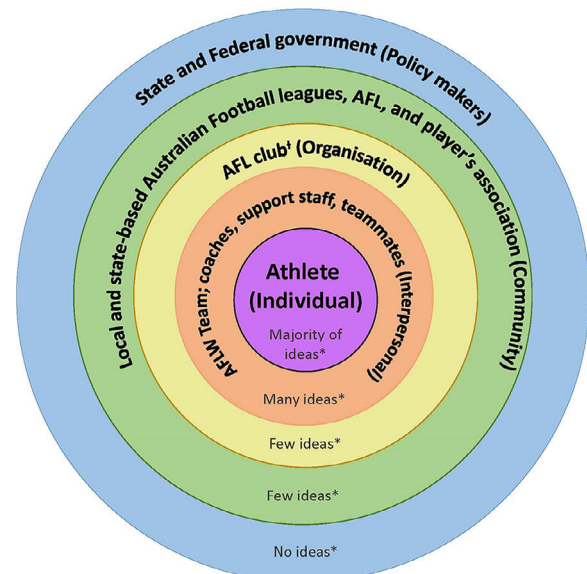 State and Federal government (Policy makers)
Local and state-based Australian Football leagues, AFL, and player's association (Community)
AFL club‡ (Organisation)
AFLW Team; coaches, support staff, teammates (Interpersonal)
Athlete
(Individual)
Majority of
ideas*
Many ideas*
Few ideas*
Few ideas*
No ideas*